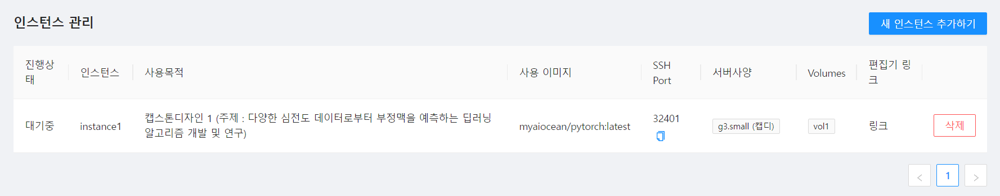 인스턴스 관리
새 인스턴스 추가하기
진행상
태
인스턴스
사용목적
사용 이미지
SSH
Port
서버사양
Volumes
편집기 링
크
대기중
instance1
캡스톤디자인 1 (주제 : 다양한 심전도 데이터로부터 부정맥을 예측하는 딥러닝
알고리즘 개발 및 연구)
myaiocean/pytorch:latest
32401
g3.small (캡디)
vol1
링크
삭제
< 1 >